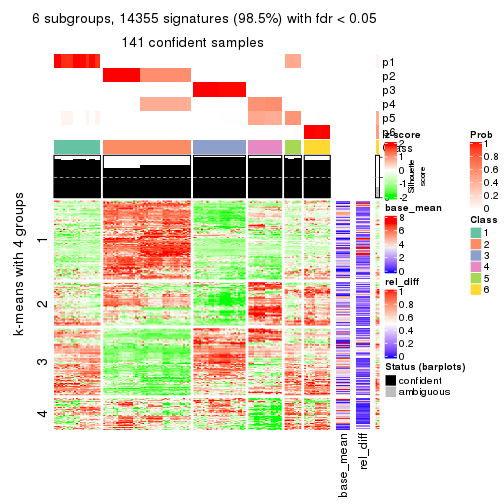 6 subgroups, 14355 signatures (98.5%) with fdr < 0.05
141 confident samples
p1
p2
p3
p4
p5
p6
Class
k-means with 4 groups
1
2
3
4
base_mean
rel_diff
z-score
2
1
0
-1
-2
Silhouette
score
base_mean
8
6
4
2
0
rel_diff
1
0.8
0.6
0.4
0.2
0
Status (barplots)
confident
ambiguous
Prob
1
0.8
0.6
0.4
0.2
0
Class
1
2
3
4
5
6